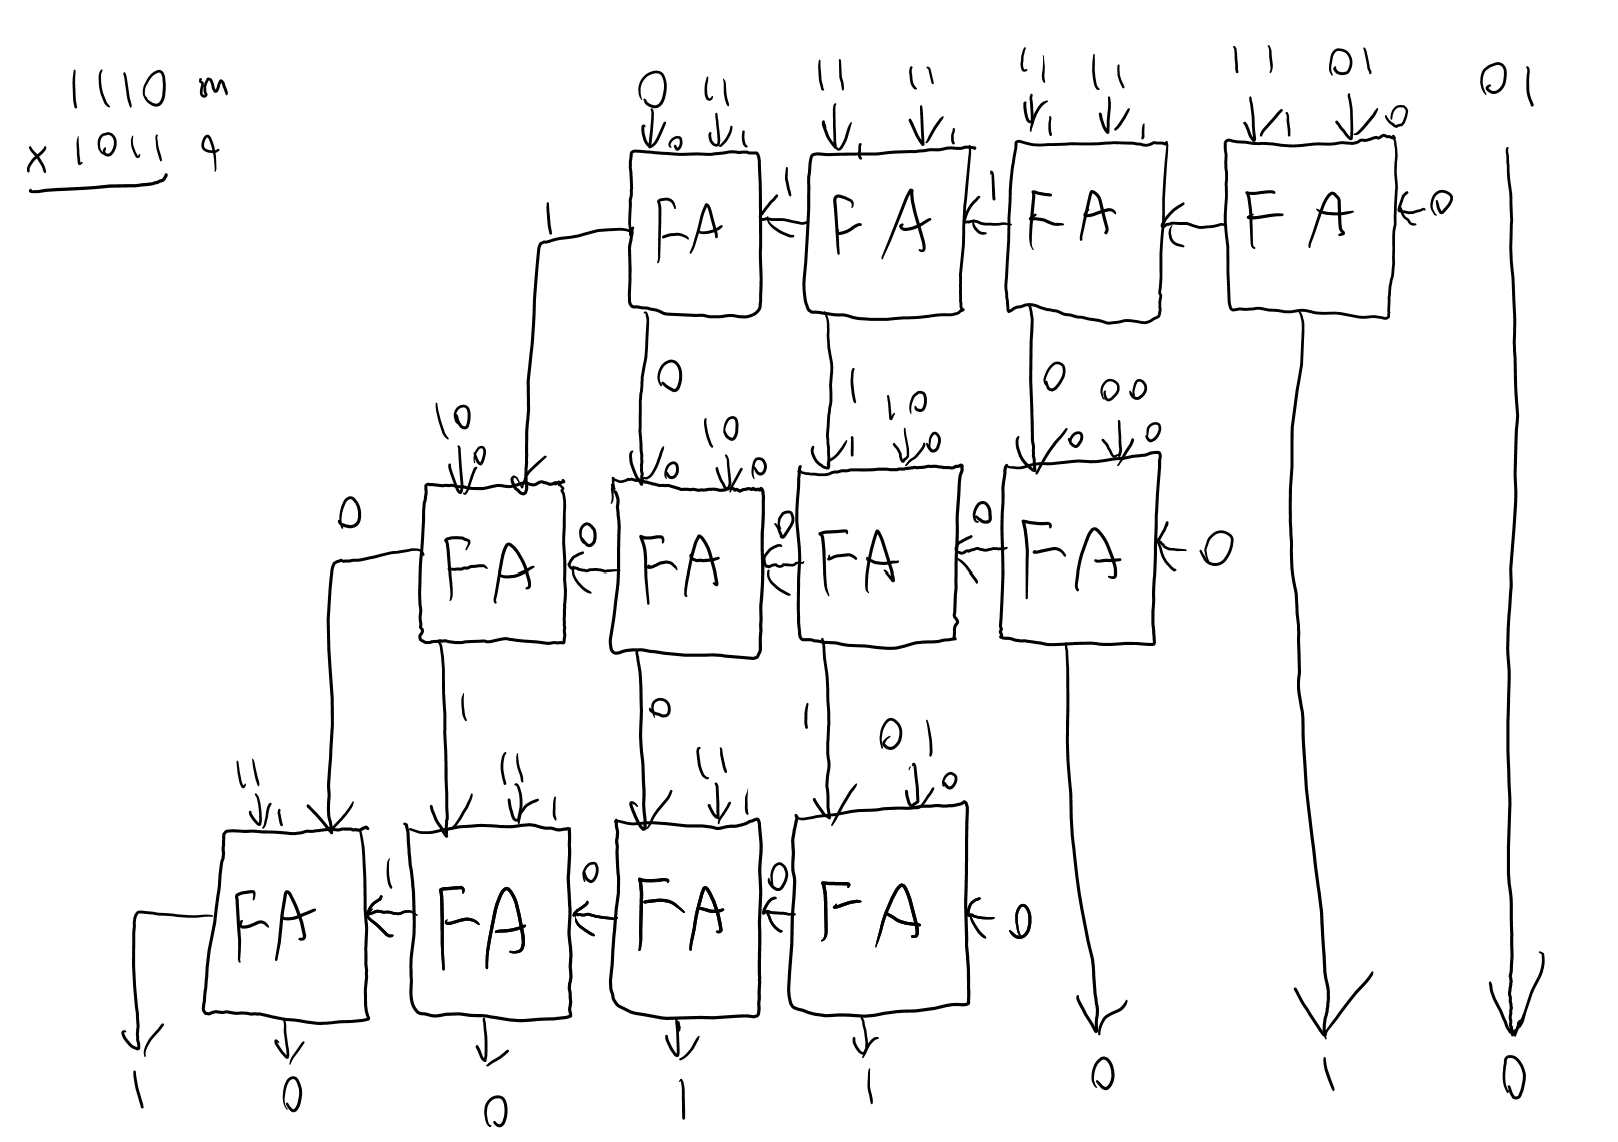 1110 m
x 1011 q
0 11 11 11 11 11 11 01 01
0 1 1 1 1 1 1 0
FA FA FA FA 0
1 1 1
0 1 0
10 10 10 00
0 0 0 1 0 0 0
FA FA FA FA 0
0 0 0 0
1 0 1
11 11 11 01
1 1 1 0
FA FA FA FA 0
1 0 0
1 0 0 1 1 0 1 0